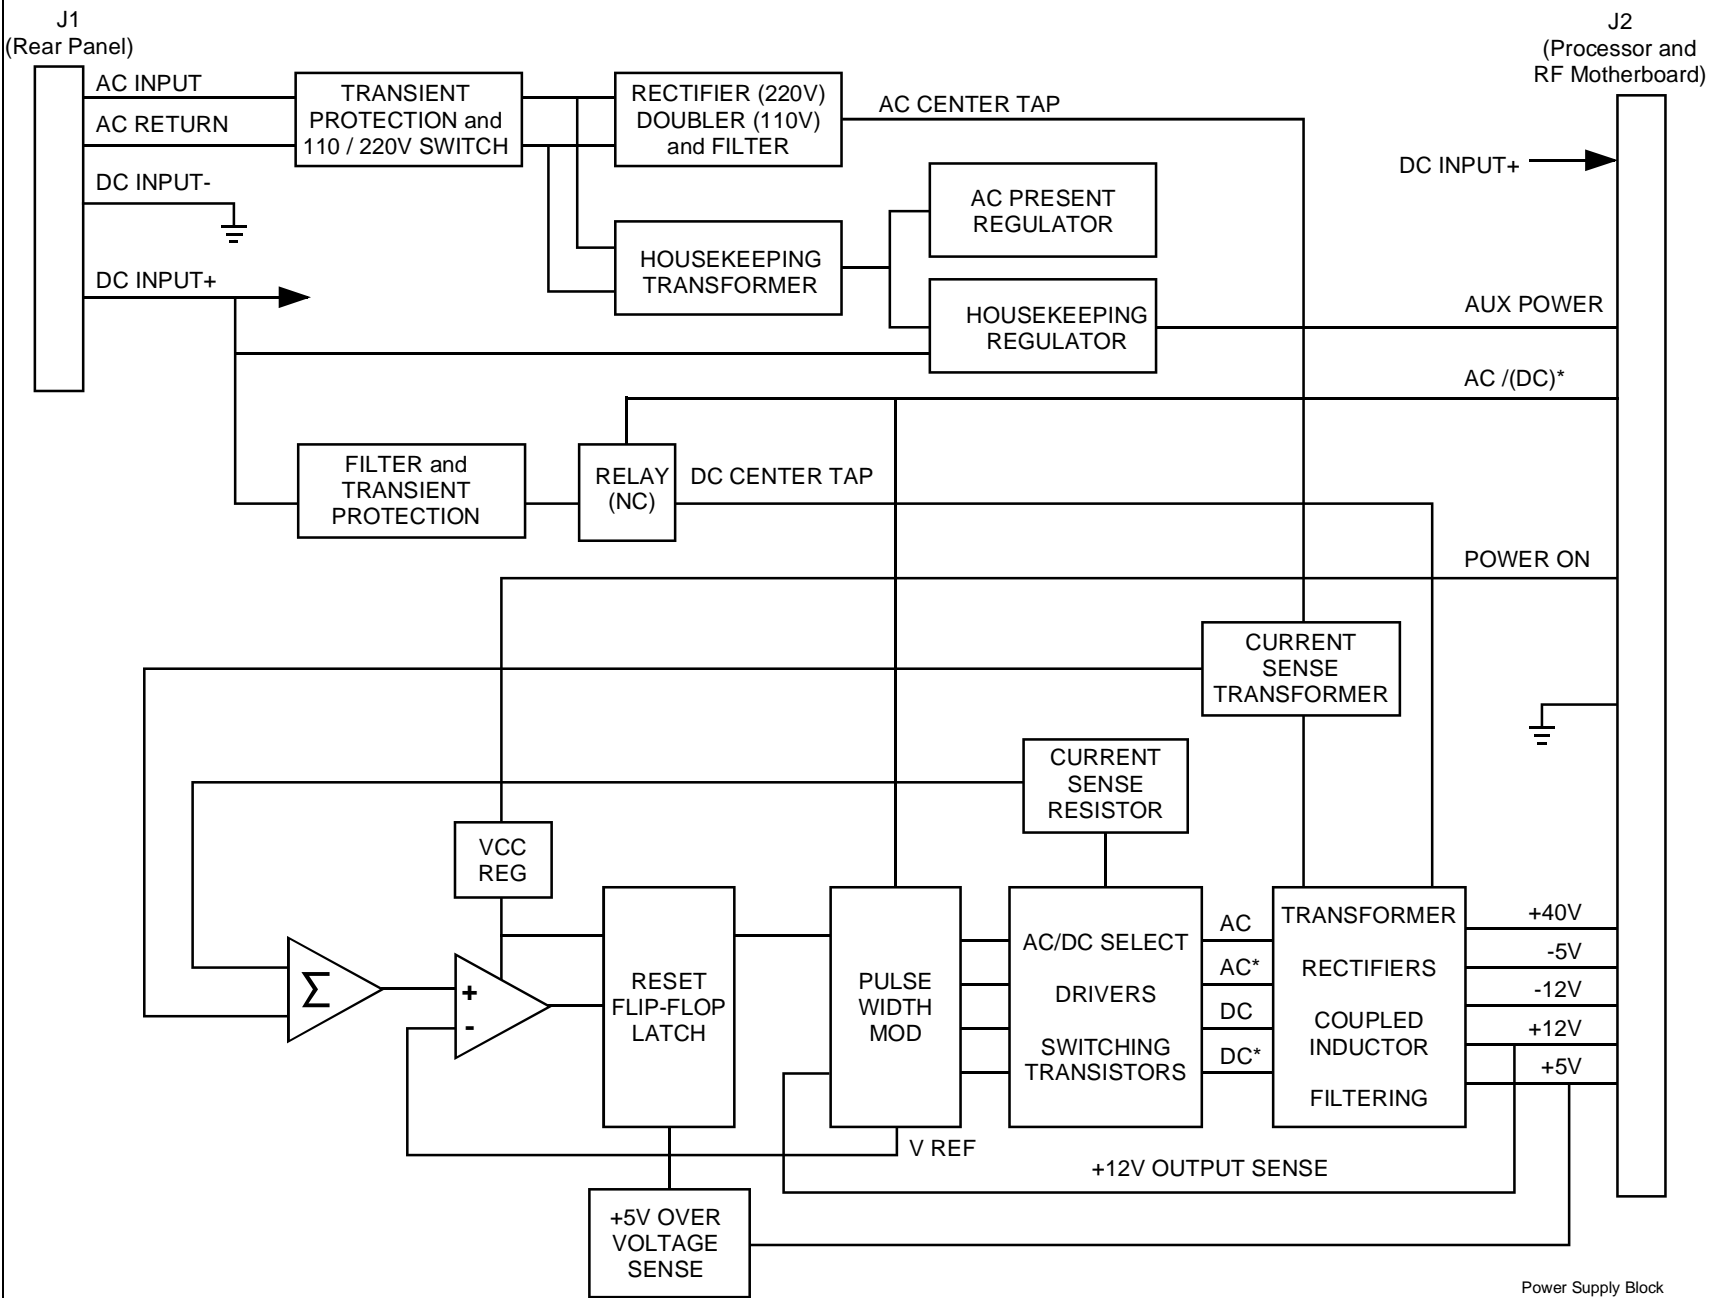 J1
(Rear Panel)
J2
(Processor and
RF Motherboard)
AC INPUT
AC RETURN
DC INPUT-
DC INPUT+
TRANSIENT
PROTECTION and
110 / 220V SWITCH
RECTIFIER (220V)
DOUBLER (110V)
and FILTER
AC CENTER TAP
DC INPUT+
AC PRESENT
REGULATOR
HOUSEKEEPING
TRANSFORMER
HOUSEKEEPING
REGULATOR
AUX POWER
AC /(DC)*
FILTER and
TRANSIENT
PROTECTION
RELAY
(NC)
DC CENTER TAP
POWER ON
CURRENT
SENSE
TRANSFORMER
CURRENT
SENSE
RESISTOR
VCC
REG
Σ
+
-
RESET
FLIP-FLOP
LATCH
PULSE
WIDTH
MOD
AC/DC SELECT
DRIVERS
SWITCHING
TRANSISTORS
AC
AC*
DC
DC*
TRANSFORMER
RECTIFIERS
COUPLED
INDUCTOR
FILTERING
+40V
-5V
-12V
+12V
+5V
V REF
+12V OUTPUT SENSE
+5V OVER
VOLTAGE
SENSE
Power Supply Block